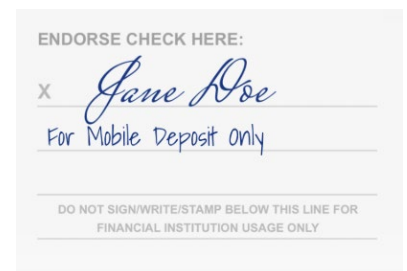 ENDORSE CHECK HERE:
X Jane Doe
For Mobile Deposit Only
DO NOT SIGN/WRITE/STAMP BELOW THIS LINE FOR
FINANCIAL INSTITUTION USAGE ONLY